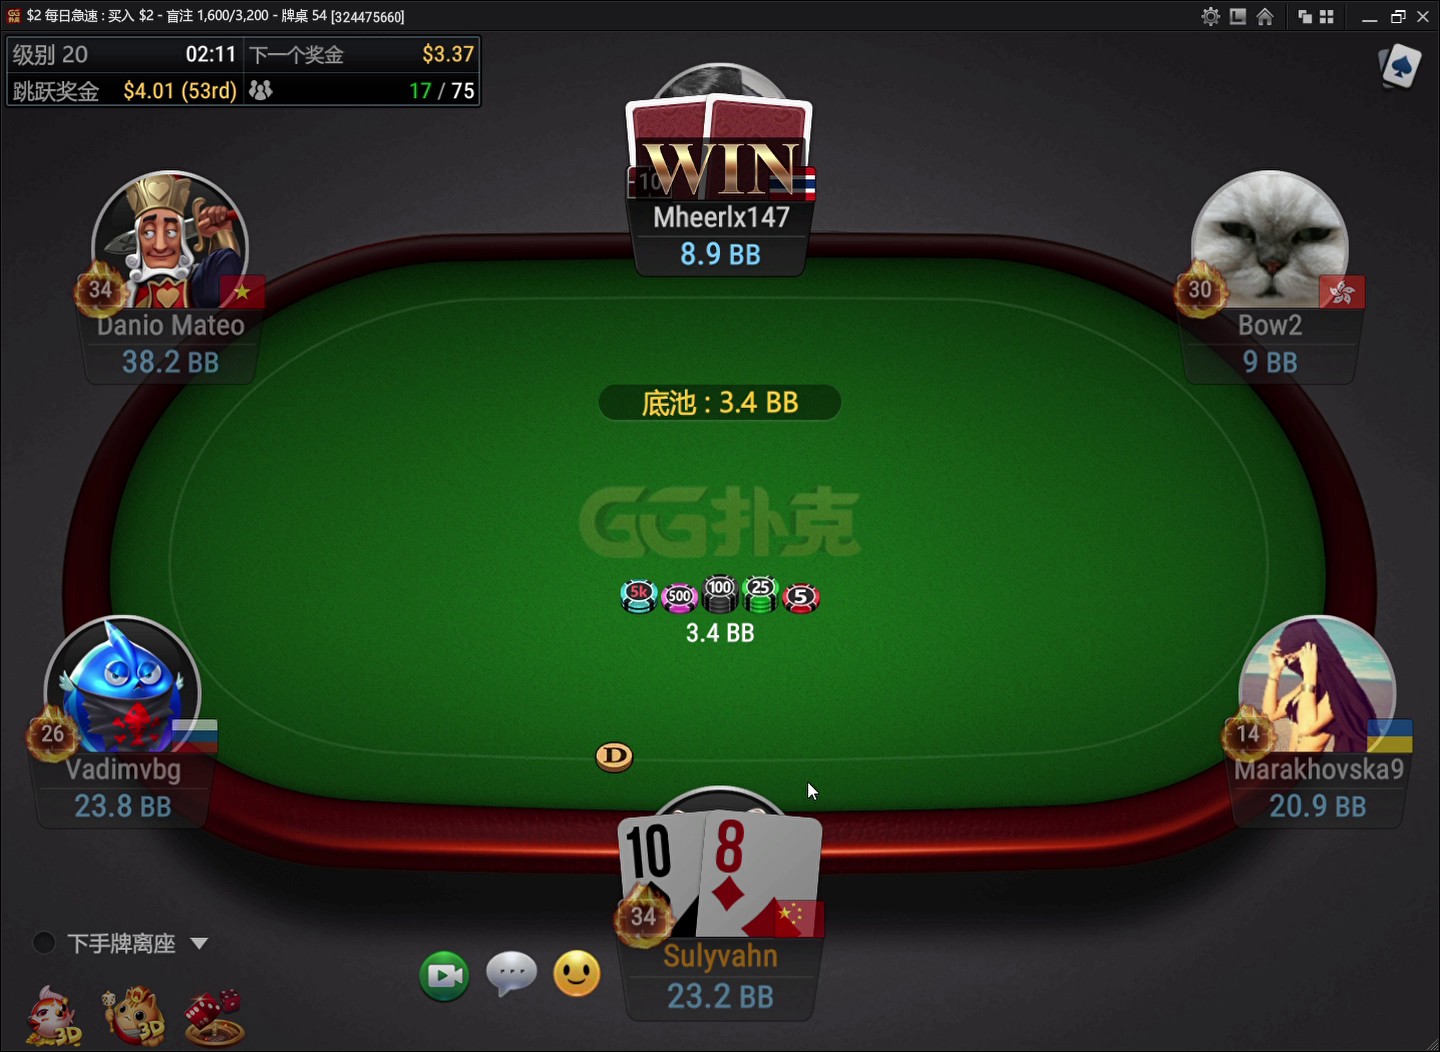 $2 每日急速 : 买入 $2 - 盲注 1,600/3,200 - 牌桌 54 [324475660]
级别 20 02:11 下一个奖金 $3.37
跳跃奖金 $4.01 (53rd) 17 / 75
WIN
-10
Mheerlx147
8.9 BB
34
Danio Mateo
38.2 BB
30
Bow2
9 BB
底池 : 3.4 BB
GG扑克
5k 500 100 25 5
3.4 BB
26
Vadimvbg
23.8 BB
14
Marakhovska9
20.9 BB
D
10 8
34
Sulyvahn
23.2 BB
下手牌离座
3D 3D